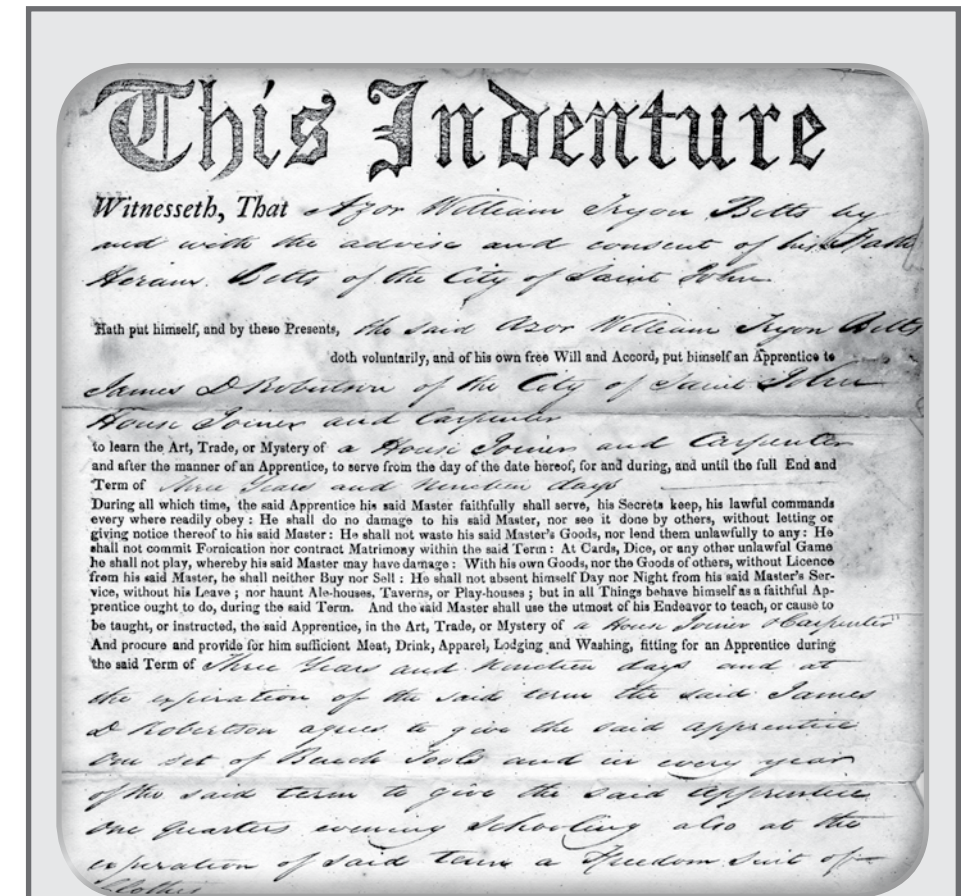 This Indenture
Witnesseth, That Azor William Tryon Betts by
and with the advise and consent of his
Hiram Betts of the City of Saint John
Hath put himself, and by these Presents, the said Azor William Tryon Betts
doth voluntarily, and of his own free Will and Accord, put himself an Apprentice to
James D Robertson of the City of Saint John
House Joiner and Carpenter
to learn the Art, Trade, or Mystery of a House Joiner and Carpenter
and after the manner of an Apprentice, to serve from the day of the date hereof, for and during, and until the full End and
Term of Three Years and Nineteen days
During all which time, the said Apprentice his said Master faithfully shall serve, his Secrets keep, his lawful commands
every where readily obey : He shall do no damage to his said Master, nor see it done by others, without letting or
giving notice thereof to his said Master : He shall not waste his said Master's Goods, nor lend them unlawfully to any : He
shall not commit Fornication nor contract Matrimony within the said Term : At Cards, Dice, or any other unlawful Game
he shall not play, whereby his said Master may have damage : With his own Goods, nor the Goods of others, without Licence
from his said Master, he shall neither Buy nor Sell : He shall not absent himself Day nor Night from his said Master's Ser-
vice, without his Leave ; nor haunt Ale-houses, Taverns, or Play-houses ; but in all Things behave himself as a faithful Ap-
prentice ought to do, during the said Term. And the said Master shall use the utmost of his Endeavor to teach, or cause to
be taught, or instructed, the said Apprentice, in the Art, Trade, or Mystery of a House Joiner & Carpenter
And procure and provide for him sufficient Meat, Drink, Apparel, Lodging and Washing, fitting for an Apprentice during
the said Term of Three Years and Nineteen days and at
the expiration of the said term the said James
D Robertson agrees to give the said apprentice
one set of Bench Tools and in every year
of the said term to give the said apprentice
one quarters evening Schooling also at the
expiration of said term a Freedom Suit of
Clothes